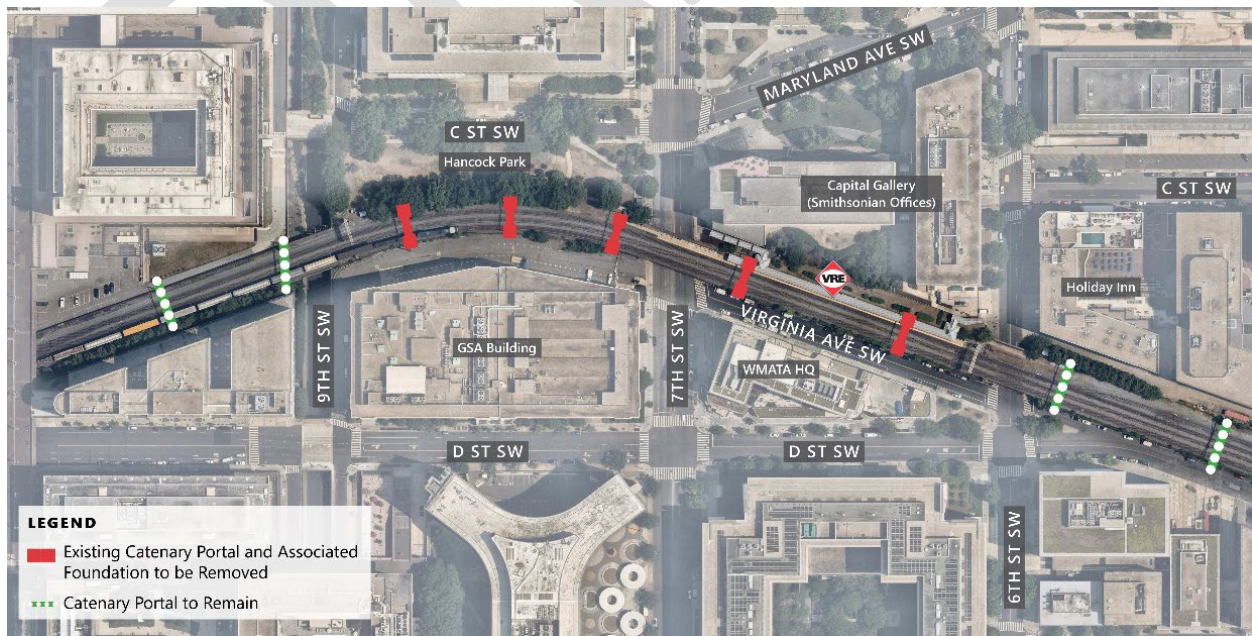 MARYLAND AVE SW
C ST SW
Hancock Park
Capital Gallery
(Smithsonian Offices)
C ST SW
VRE
Holiday Inn
9TH ST SW
GSA Building
7TH ST SW
VIRGINIA AVE SW
WMATA HQ
D ST SW
D ST SW
6TH ST SW
LEGEND
Existing Catenary Portal and Associated
Foundation to be Removed
Catenary Portal to Remain